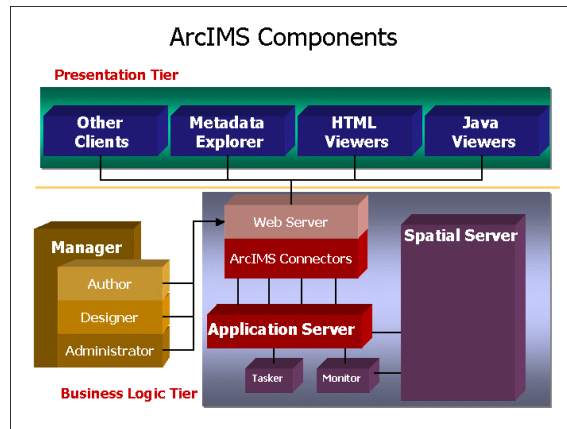 ArcIMS Components
Presentation Tier
Other
Clients
Metadata
Explorer
HTML
Viewers
Java
Viewers
Manager
Author
Designer
Administrator
Web Server
ArcIMS Connectors
Application Server
Tasker
Monitor
Spatial Server
Business Logic Tier